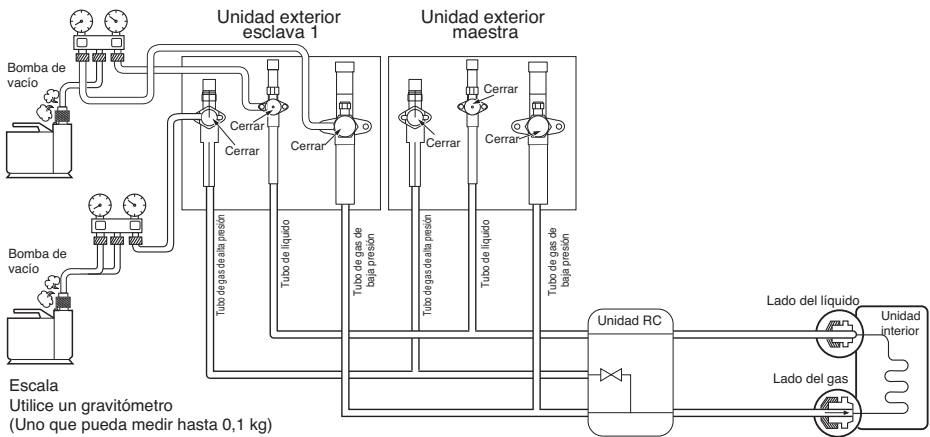 Unidad exterior
esclava 1
Unidad exterior
maestra
Bomba de
vacío
Cerrar
Cerrar
Cerrar
Cerrar
Cerrar
Cerrar
Tubo de gas de alta presión
Tubo de líquido
Tubo de gas de
baja presión
Tubo de gas de alta presión
Tubo de líquido
Tubo de gas de
baja presión
Bomba de
vacío
Unidad RC
Lado del líquido
Unidad
interior
Lado del gas
Escala
Utilice un gravitómetro
(Uno que pueda medir hasta 0,1 kg)